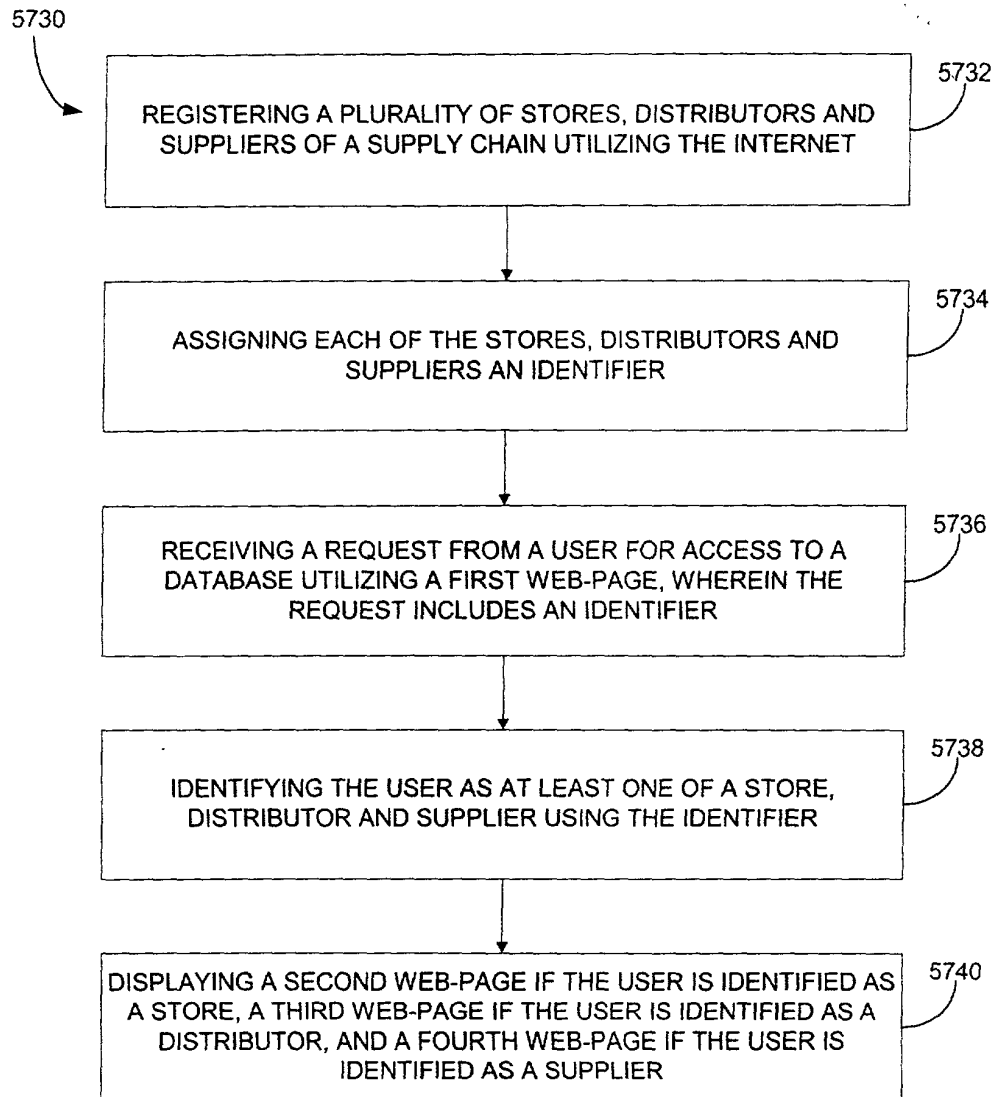 5730
5732
REGISTERING A PLURALITY OF STORES, DISTRIBUTORS AND
SUPPLIERS OF A SUPPLY CHAIN UTILIZING THE INTERNET
5734
ASSIGNING EACH OF THE STORES, DISTRIBUTORS AND
SUPPLIERS AN IDENTIFIER
5736
RECEIVING A REQUEST FROM A USER FOR ACCESS TO A
DATABASE UTILIZING A FIRST WEB-PAGE, WHEREIN THE
REQUEST INCLUDES AN IDENTIFIER
5738
IDENTIFYING THE USER AS AT LEAST ONE OF A STORE,
DISTRIBUTOR AND SUPPLIER USING THE IDENTIFIER
5740
DISPLAYING A SECOND WEB-PAGE IF THE USER IS IDENTIFIED AS
A STORE, A THIRD WEB-PAGE IF THE USER IS IDENTIFIED AS A
DISTRIBUTOR, AND A FOURTH WEB-PAGE IF THE USER IS
IDENTIFIED AS A SUPPLIER